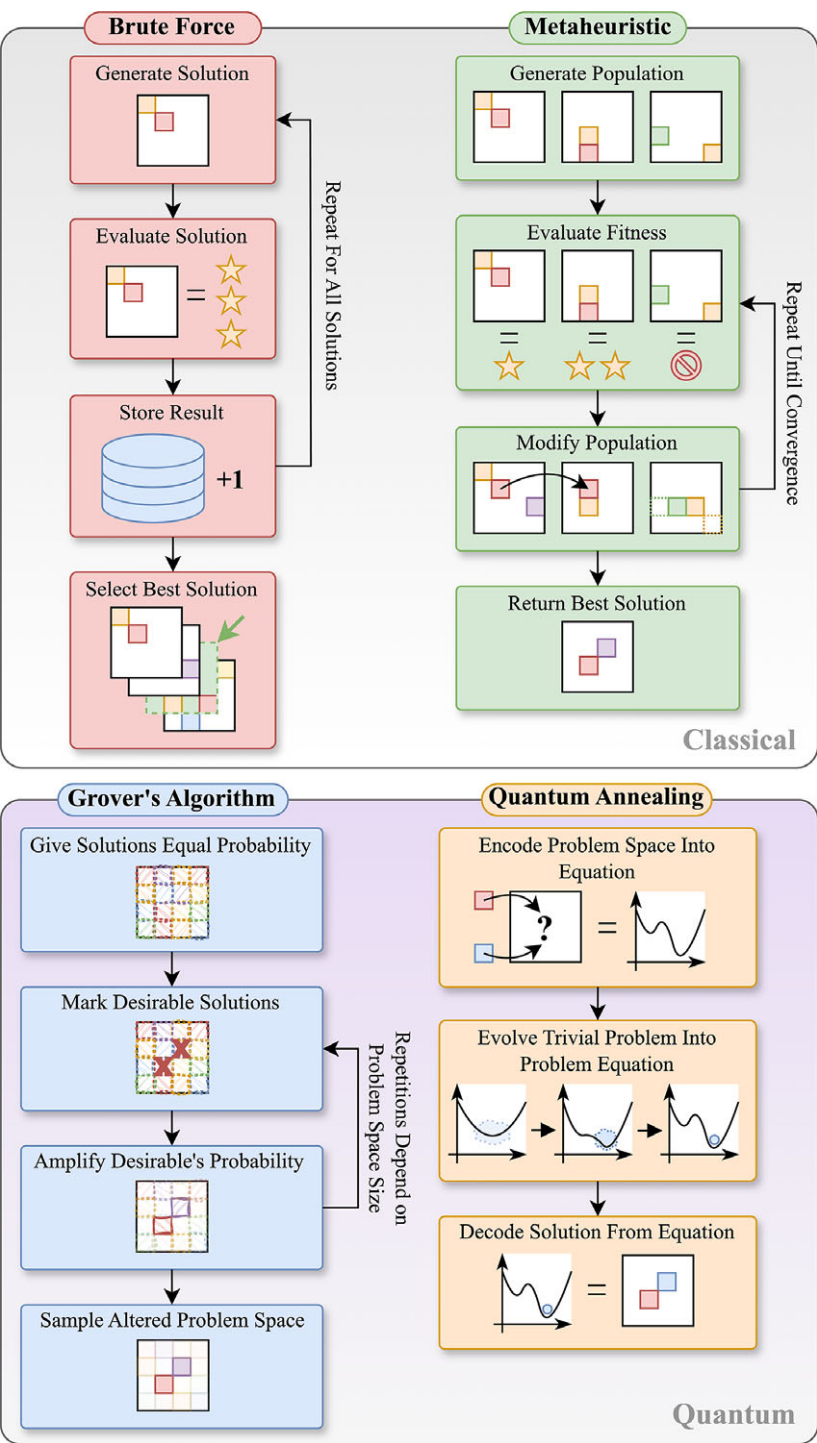 Brute Force
Generate Solution
Evaluate Solution
=
Store Result
+1
Select Best Solution
Repeat For All Solutions
Metaheuristic
Generate Population
Evaluate Fitness
= = =
Modify Population
Return Best Solution
Repeat Until Convergence
Classical
Grover's Algorithm
Give Solutions Equal Probability
Mark Desirable Solutions
X
X
Amplify Desirable's Probability
Sample Altered Problem Space
Repetitions Depend on
Problem Space Size
Quantum Annealing
Encode Problem Space Into
Equation
? =
Evolve Trivial Problem Into
Problem Equation
Decode Solution From Equation
=
Quantum